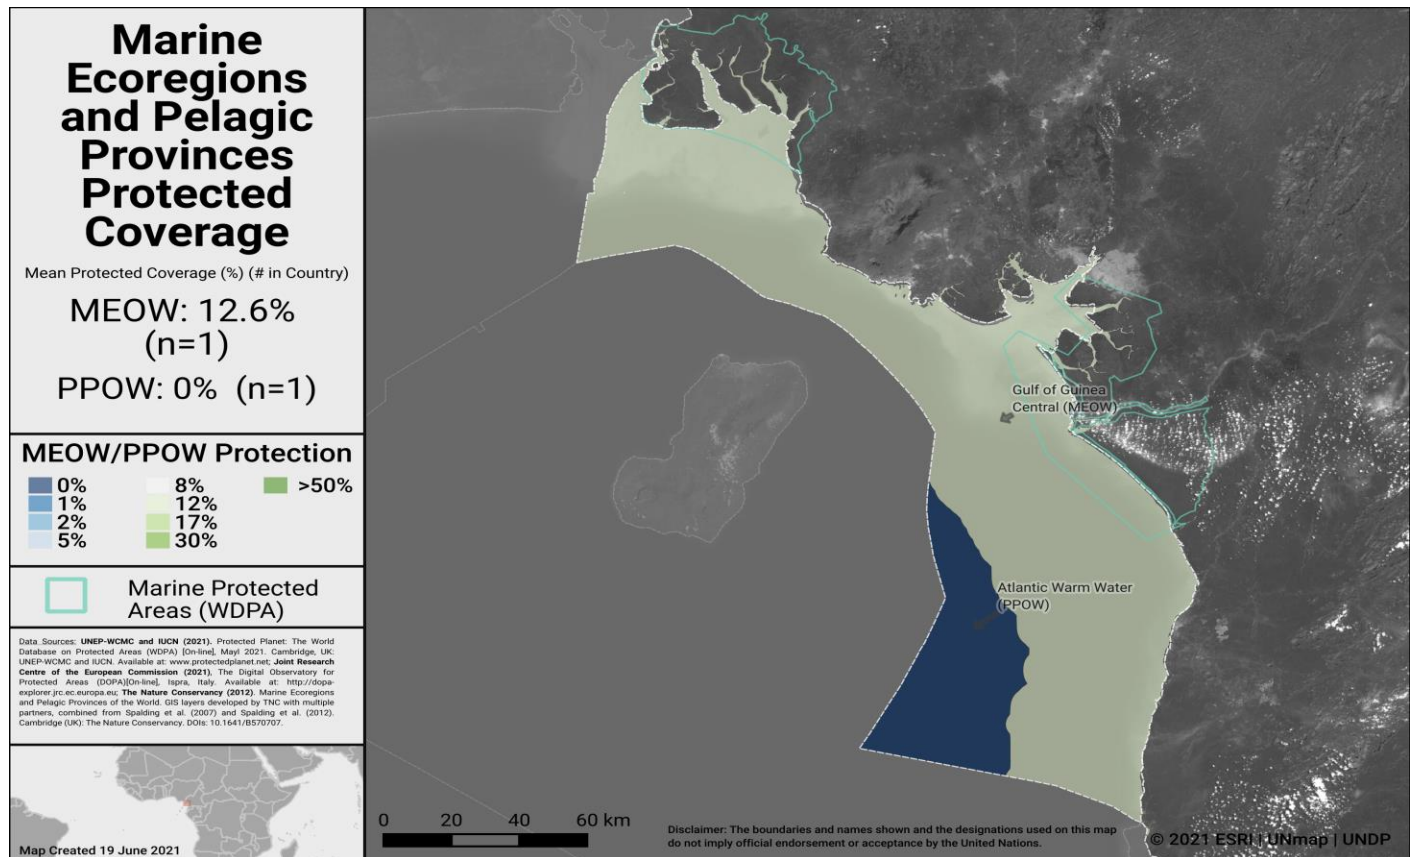 Marine
Ecoregions
and Pelagic
Provinces
Protected
Coverage
Mean Protected Coverage (%) (# in Country)
MEOW: 12.6%
(n=1)
PPOW: 0% (n=1)
MEOW/PPOW Protection
0%
1%
2%
5%
8%
12%
17%
30%
>50%
Marine Protected
Areas (WDPA)
Data Sources: UNEP-WCMC and IUCN (2021). Protected Planet: The World
Database on Protected Areas (WDPA) [On-line], Mayl 2021. Cambridge, UK:
UNEP-WCMC and IUCN. Available at: www.protectedplanet.net; Joint Research
Centre of the European Commission (2021), The Digital Observatory for
Protected Areas (DOPA)[On-line], Ispra, Italy. Available at: http://dopa-
explorer.jrc.ec.europa.eu; The Nature Conservancy (2012). Marine Ecoregions
and Pelagic Provinces of the World. GIS layers developed by TNC with multiple
partners, combined from Spalding et al. (2007) and Spalding et al. (2012).
Cambridge (UK): The Nature Conservancy. DOIs: 10.1641/B570707.
Map Created 19 June 2021
Gulf of Guinea
Central (MEOW)
Atlantic Warm Water
(PPOW)
0 20 40 60 km
Disclaimer: The boundaries and names shown and the designations used on this map
do not imply official endorsement or acceptance by the United Nations.
© 2021 ESRI | UNmap | UNDP